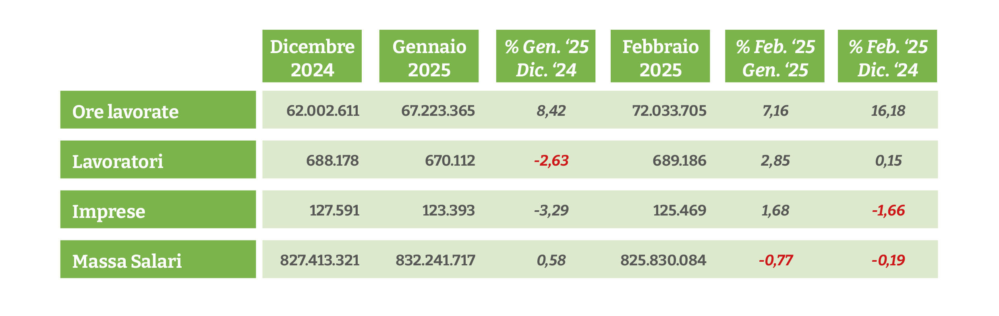 Dicembre 2024 Gennaio 2025 % Gen. ‘25 Dic. ‘24 Febbraio 2025 % Feb. ‘25 Gen. ‘25 % Feb. ‘25 Dic. ‘24
Ore lavorate 62.002.611 67.223.365 8,42 72.033.705 7,16 16,18
Lavoratori 688.178 670.112 -2,63 689.186 2,85 0,15
Imprese 127.591 123.393 -3,29 125.469 1,68 -1,66
Massa Salari 827.413.321 832.241.717 0,58 825.830.084 -0,77 -0,19